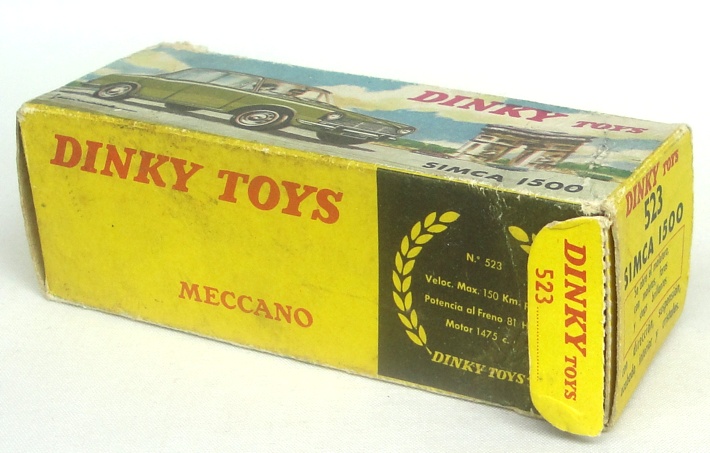 DINKY TOYS
SIMCA 1500
DINKY TOYS
MECCANO
N.° 523
Veloc. Max. 150 Km.
Potencia al Freno 81
Motor 1475
DINKY TOYS
DINKY TOYS
523
DINKY TOYS
523
SIMCA 1500